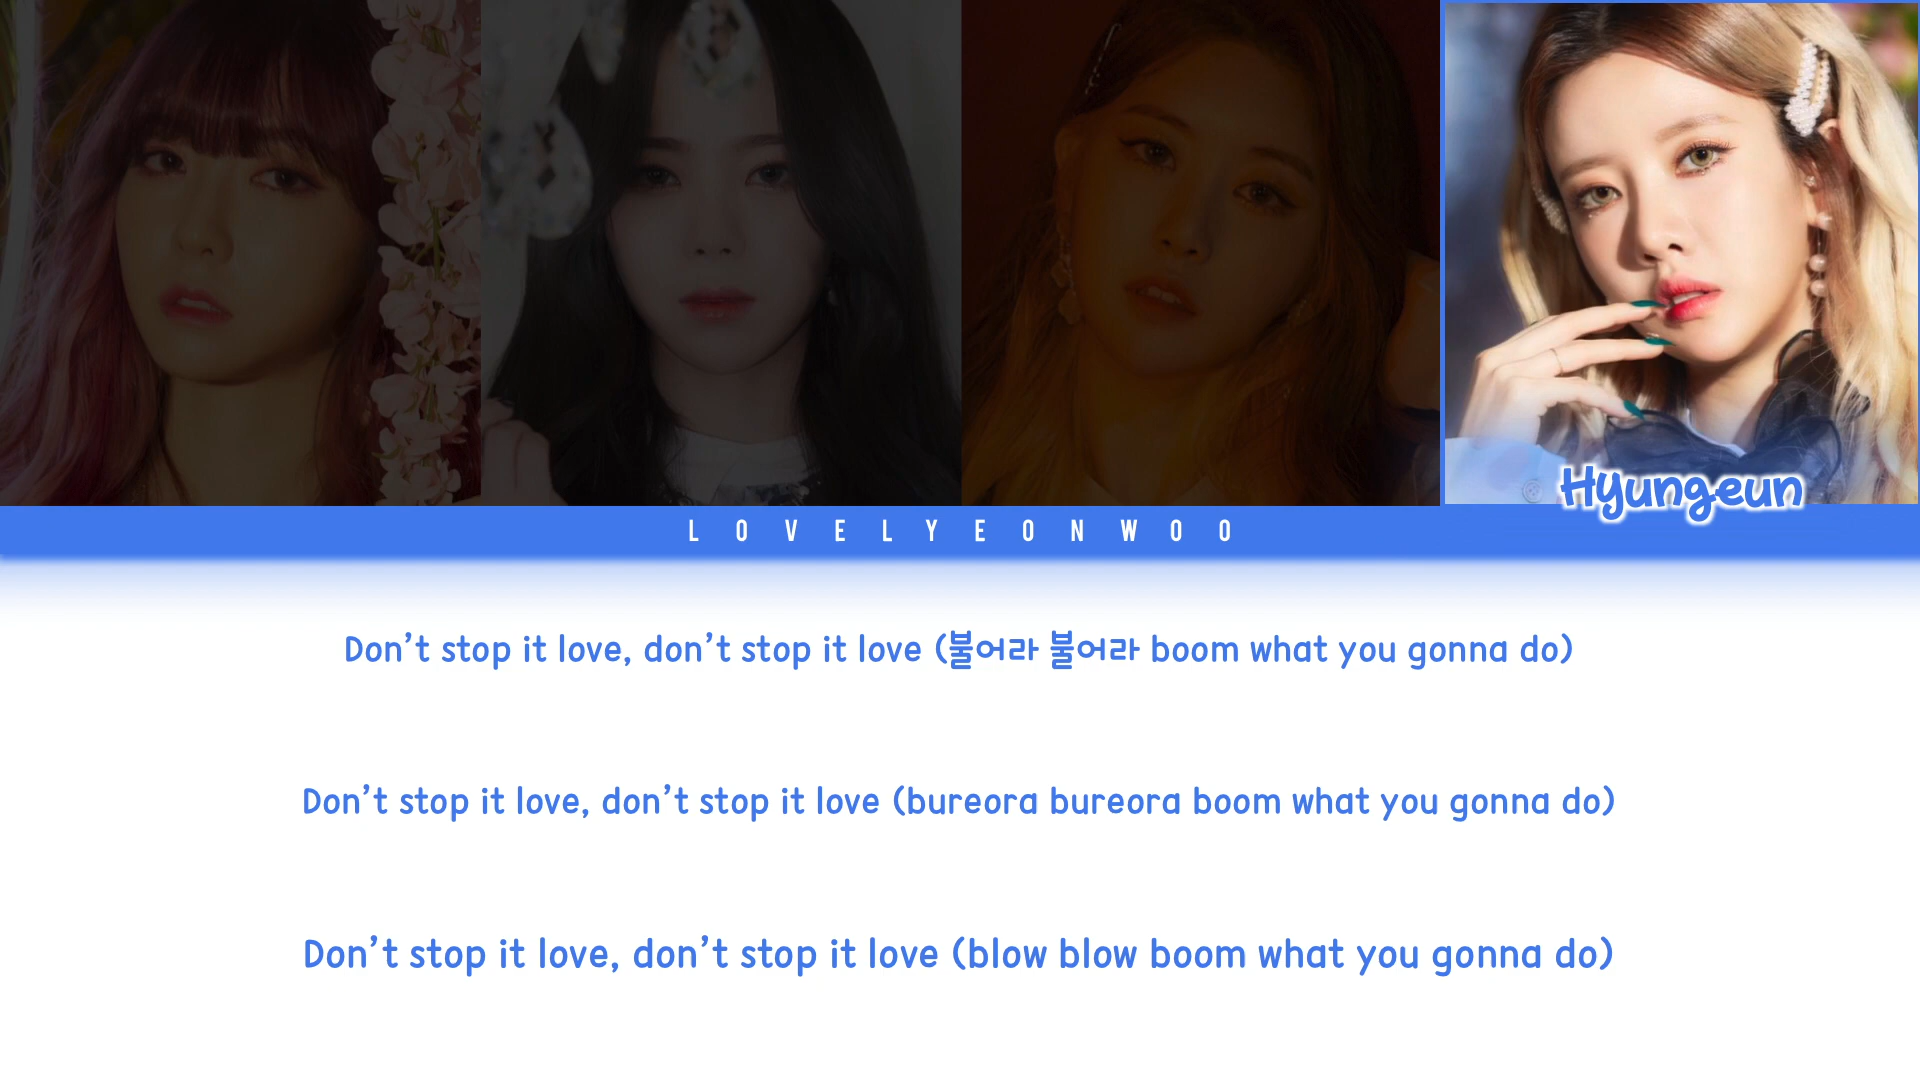 Hyungeun
LOVELYEONWOO
Don't stop it love, don't stop it love (불어라 불어라 boom what you gonna do)
Don't stop it love, don't stop it love (bureora bureora boom what you gonna do)
Don't stop it love, don't stop it love (blow blow boom what you gonna do)